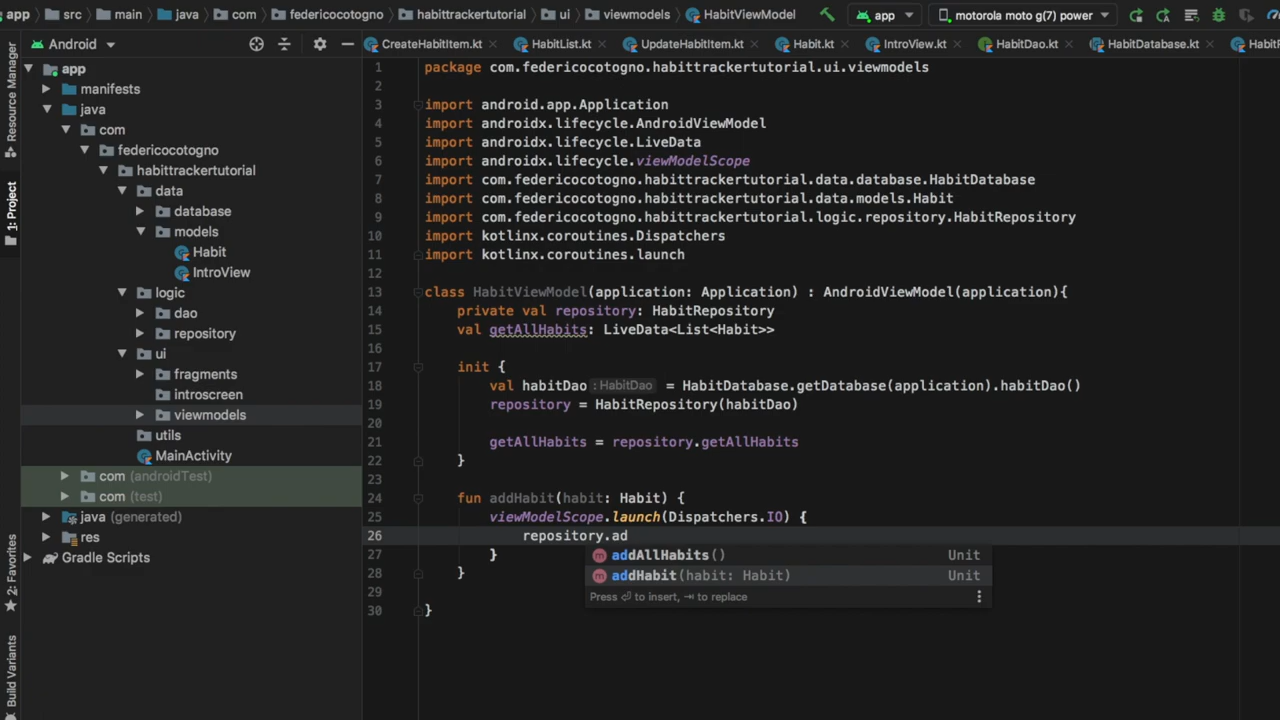 app src main java com federicocotogno habittrackertutorial ui viewmodels HabitViewModel app motorola moto g(7) power
Android CreateHabitItem.kt HabitList.kt UpdateHabitItem.kt Habit.kt IntroView.kt HabitDao.kt HabitDatabase.kt HabitF
Resource Manager
1: Project
2: Favorites
Build Variants
app
manifests
java
com
federicocotogno
habittrackertutorial
data
database
models
Habit
IntroView
logic
dao
repository
ui
fragments
introscreen
viewmodels
utils
MainActivity
com (androidTest)
com (test)
java (generated)
res
Gradle Scripts
1 package com.federicocotogno.habittrackertutorial.ui.viewmodels
2
3 import android.app.Application
4 import androidx.lifecycle.AndroidViewModel
5 import androidx.lifecycle.LiveData
6 import androidx.lifecycle.viewModelScope
7 import com.federicocotogno.habittrackertutorial.data.database.HabitDatabase
8 import com.federicocotogno.habittrackertutorial.data.models.Habit
9 import com.federicocotogno.habittrackertutorial.logic.repository.HabitRepository
10 import kotlinx.coroutines.Dispatchers
11 import kotlinx.coroutines.launch
12
13 class HabitViewModel(application: Application) : AndroidViewModel(application){
14 private val repository: HabitRepository
15 val getAllHabits: LiveData<List<Habit>>
16
17 init {
18 val habitDao : HabitDao = HabitDatabase.getDatabase(application).habitDao()
19 repository = HabitRepository(habitDao)
20
21 getAllHabits = repository.getAllHabits
22 }
23
24 fun addHabit(habit: Habit) {
25 viewModelScope.launch(Dispatchers.IO) {
26 repository.ad
27 }
28 }
29
30 }
m addAllHabits() Unit
m addHabit(habit: Habit) Unit
Press ⏎ to insert, ⇥ to replace